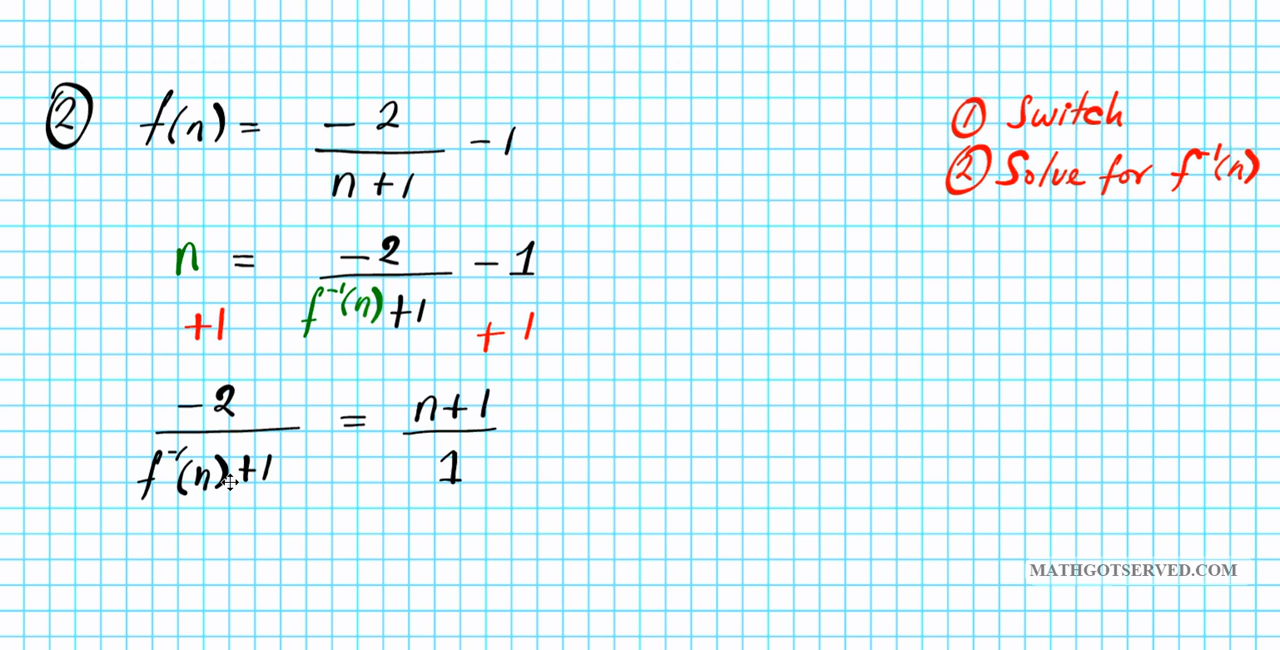 ② f(n) = -2/(n+1) - 1
① Switch
② Solve for f⁻¹(n)
n = -2/(f⁻¹(n)+1) - 1
+1 +1
-2/(f⁻¹(n)+1) = (n+1)/1
MATHGOTSERVED.COM